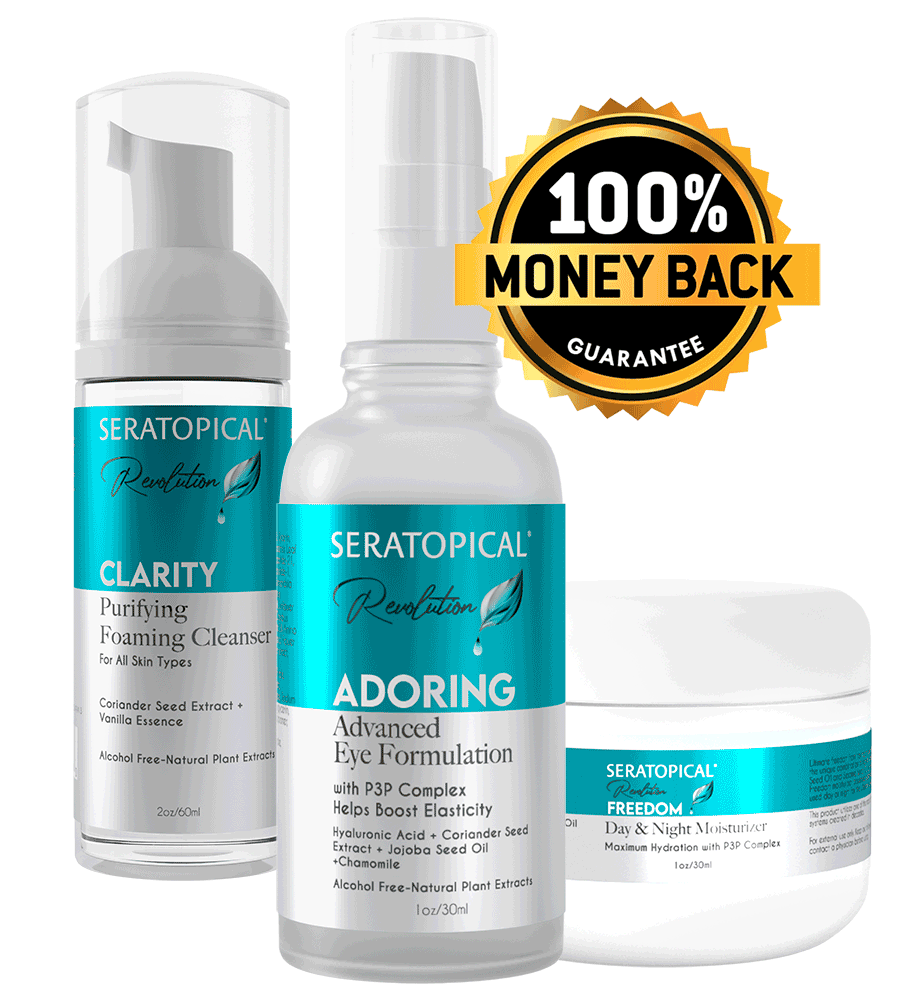 SERATOPICAL®
Revolution
CLARITY
Purifying
Foaming Cleanser
For All Skin Types
Coriander Seed Extract +
Vanilla Essence
Alcohol Free-Natural Plant Extracts
2oz/60ml
SERATOPICAL®
Revolution
ADORING
Advanced
Eye Formulation
with P3P Complex
Helps Boost Elasticity
Hyaluronic Acid + Coriander Seed
Extract + Jojoba Seed Oil
+Chamomile
Alcohol Free-Natural Plant Extracts
1oz/30ml
100%
MONEY BACK
GUARANTEE
SERATOPICAL®
Revolution
FREEDOM
Day & Night Moisturizer
Maximum Hydration with P3P Complex
1oz/30ml
Oil